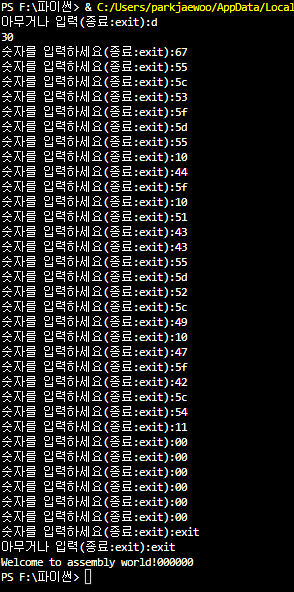 PS F:\파이썬> & C:/Users/parkjaewoo/AppData/Local
아무거나 입력(종료:exit):d
30
숫자를 입력하세요(종료:exit):67
숫자를 입력하세요(종료:exit):55
숫자를 입력하세요(종료:exit):5c
숫자를 입력하세요(종료:exit):53
숫자를 입력하세요(종료:exit):5f
숫자를 입력하세요(종료:exit):5d
숫자를 입력하세요(종료:exit):55
숫자를 입력하세요(종료:exit):10
숫자를 입력하세요(종료:exit):44
숫자를 입력하세요(종료:exit):5f
숫자를 입력하세요(종료:exit):10
숫자를 입력하세요(종료:exit):51
숫자를 입력하세요(종료:exit):43
숫자를 입력하세요(종료:exit):43
숫자를 입력하세요(종료:exit):55
숫자를 입력하세요(종료:exit):5d
숫자를 입력하세요(종료:exit):52
숫자를 입력하세요(종료:exit):5c
숫자를 입력하세요(종료:exit):49
숫자를 입력하세요(종료:exit):10
숫자를 입력하세요(종료:exit):47
숫자를 입력하세요(종료:exit):5f
숫자를 입력하세요(종료:exit):42
숫자를 입력하세요(종료:exit):5c
숫자를 입력하세요(종료:exit):54
숫자를 입력하세요(종료:exit):11
숫자를 입력하세요(종료:exit):00
숫자를 입력하세요(종료:exit):00
숫자를 입력하세요(종료:exit):00
숫자를 입력하세요(종료:exit):00
숫자를 입력하세요(종료:exit):00
숫자를 입력하세요(종료:exit):00
숫자를 입력하세요(종료:exit):exit
아무거나 입력(종료:exit):exit
Welcome to assembly world!000000
PS F:\파이썬>